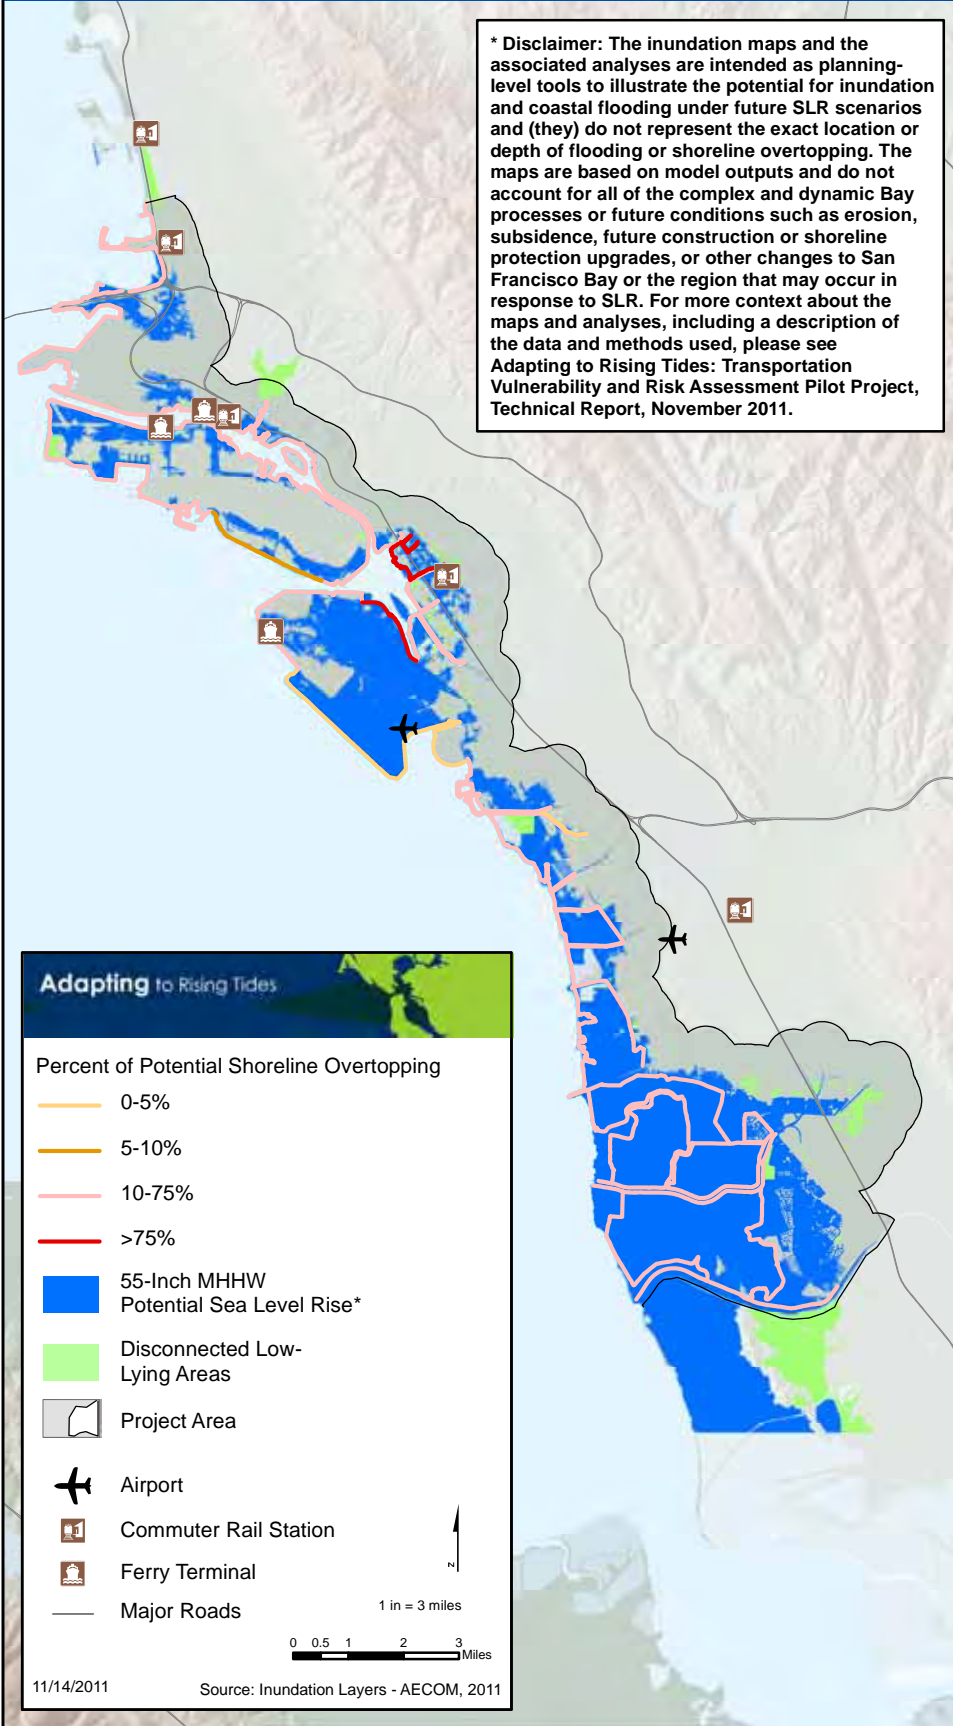 * Disclaimer: The inundation maps and the
associated analyses are intended as planning-
level tools to illustrate the potential for inundation
and coastal flooding under future SLR scenarios
and (they) do not represent the exact location or
depth of flooding or shoreline overtopping. The
maps are based on model outputs and do not
account for all of the complex and dynamic Bay
processes or future conditions such as erosion,
subsidence, future construction or shoreline
protection upgrades, or other changes to San
Francisco Bay or the region that may occur in
response to SLR. For more context about the
maps and analyses, including a description of
the data and methods used, please see
Adapting to Rising Tides: Transportation
Vulnerability and Risk Assessment Pilot Project,
Technical Report, November 2011.
Adapting to Rising Tides
Percent of Potential Shoreline Overtopping
0-5%
5-10%
10-75%
>75%
55-Inch MHHW
Potential Sea Level Rise*
Disconnected Low-
Lying Areas
Project Area
Airport
Commuter Rail Station
Ferry Terminal
Major Roads
N
1 in = 3 miles
0 0.5 1 2 3
Miles
11/14/2011
Source: Inundation Layers - AECOM, 2011